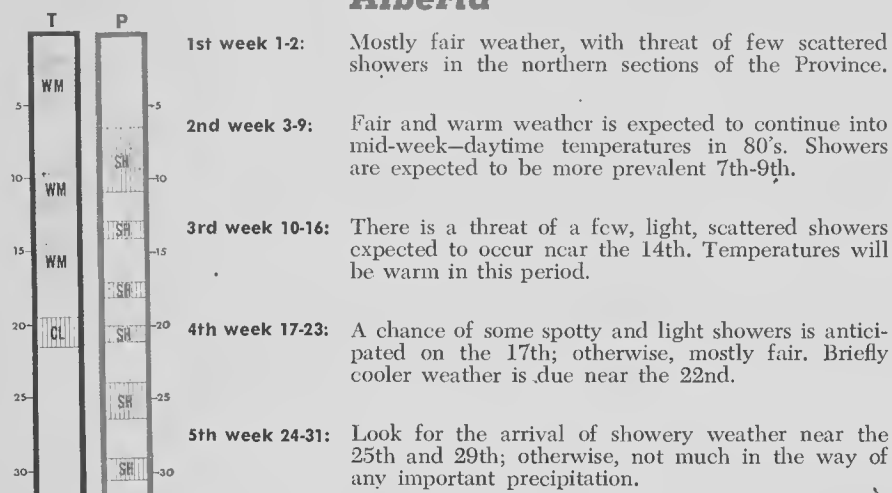 Alberta
T P
WM
5 5
SH
10 10
WM
SH
15 15
WM
SH
20 20
CL SH
25 25
SH
30 30
SH
1st week 1-2: Mostly fair weather, with threat of few scattered
showers in the northern sections of the Province.
2nd week 3-9: Fair and warm weather is expected to continue into
mid-week—daytime temperatures in 80's. Showers
are expected to be more prevalent 7th-9th.
3rd week 10-16: There is a threat of a few, light, scattered showers
expected to occur near the 14th. Temperatures will
be warm in this period.
4th week 17-23: A chance of some spotty and light showers is antici-
pated on the 17th; otherwise, mostly fair. Briefly
cooler weather is due near the 22nd.
5th week 24-31: Look for the arrival of showery weather near the
25th and 29th; otherwise, not much in the way of
any important precipitation.